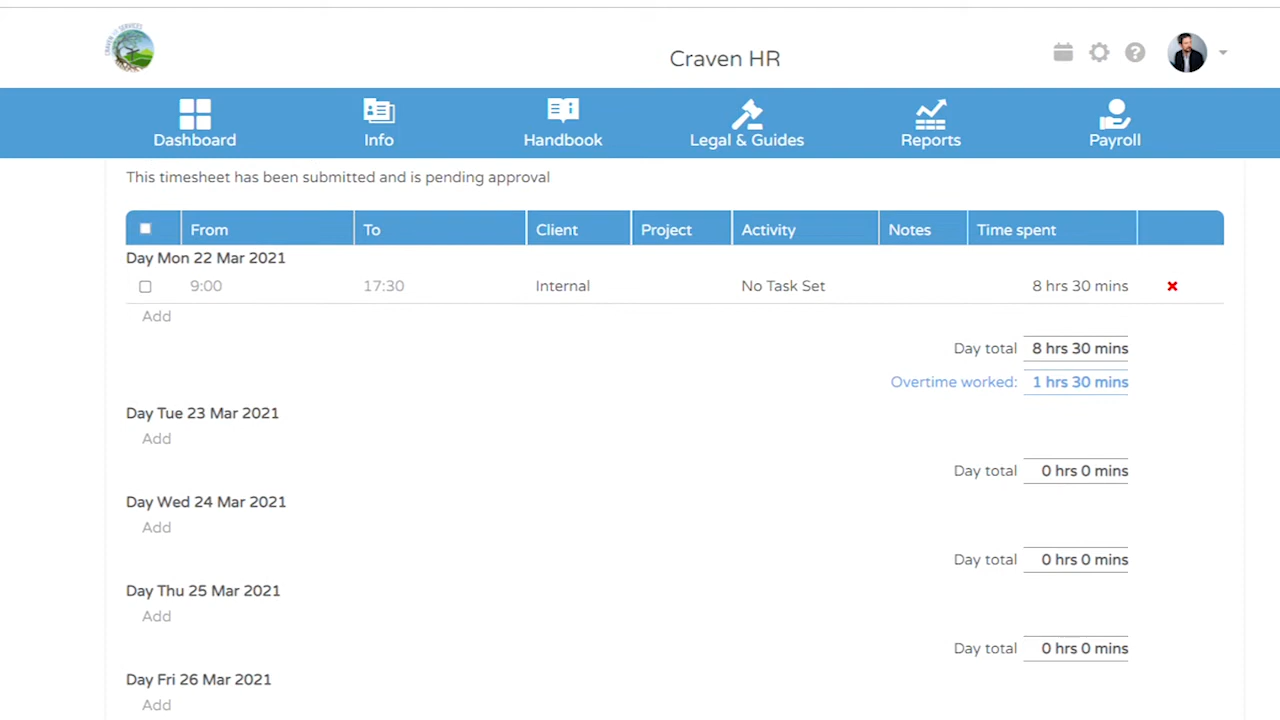 CRAVEN HR SERVICES
Craven HR
Dashboard Info Handbook Legal & Guides Reports Payroll
This timesheet has been submitted and is pending approval
From To Client Project Activity Notes Time spent
Day Mon 22 Mar 2021
9:00 17:30 Internal No Task Set 8 hrs 30 mins
Add
Day total 8 hrs 30 mins
Overtime worked: 1 hrs 30 mins
Day Tue 23 Mar 2021
Add
Day total 0 hrs 0 mins
Day Wed 24 Mar 2021
Add
Day total 0 hrs 0 mins
Day Thu 25 Mar 2021
Add
Day total 0 hrs 0 mins
Day Fri 26 Mar 2021
Add